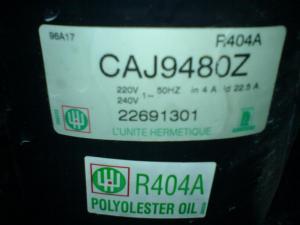 96A17
R404A
CAJ9480Z
220V 1~ 50HZ In 4 A Id 22.5 A
240V
22691301
L'UNITE HERMETIQUE
R404A
POLYOLESTER OIL